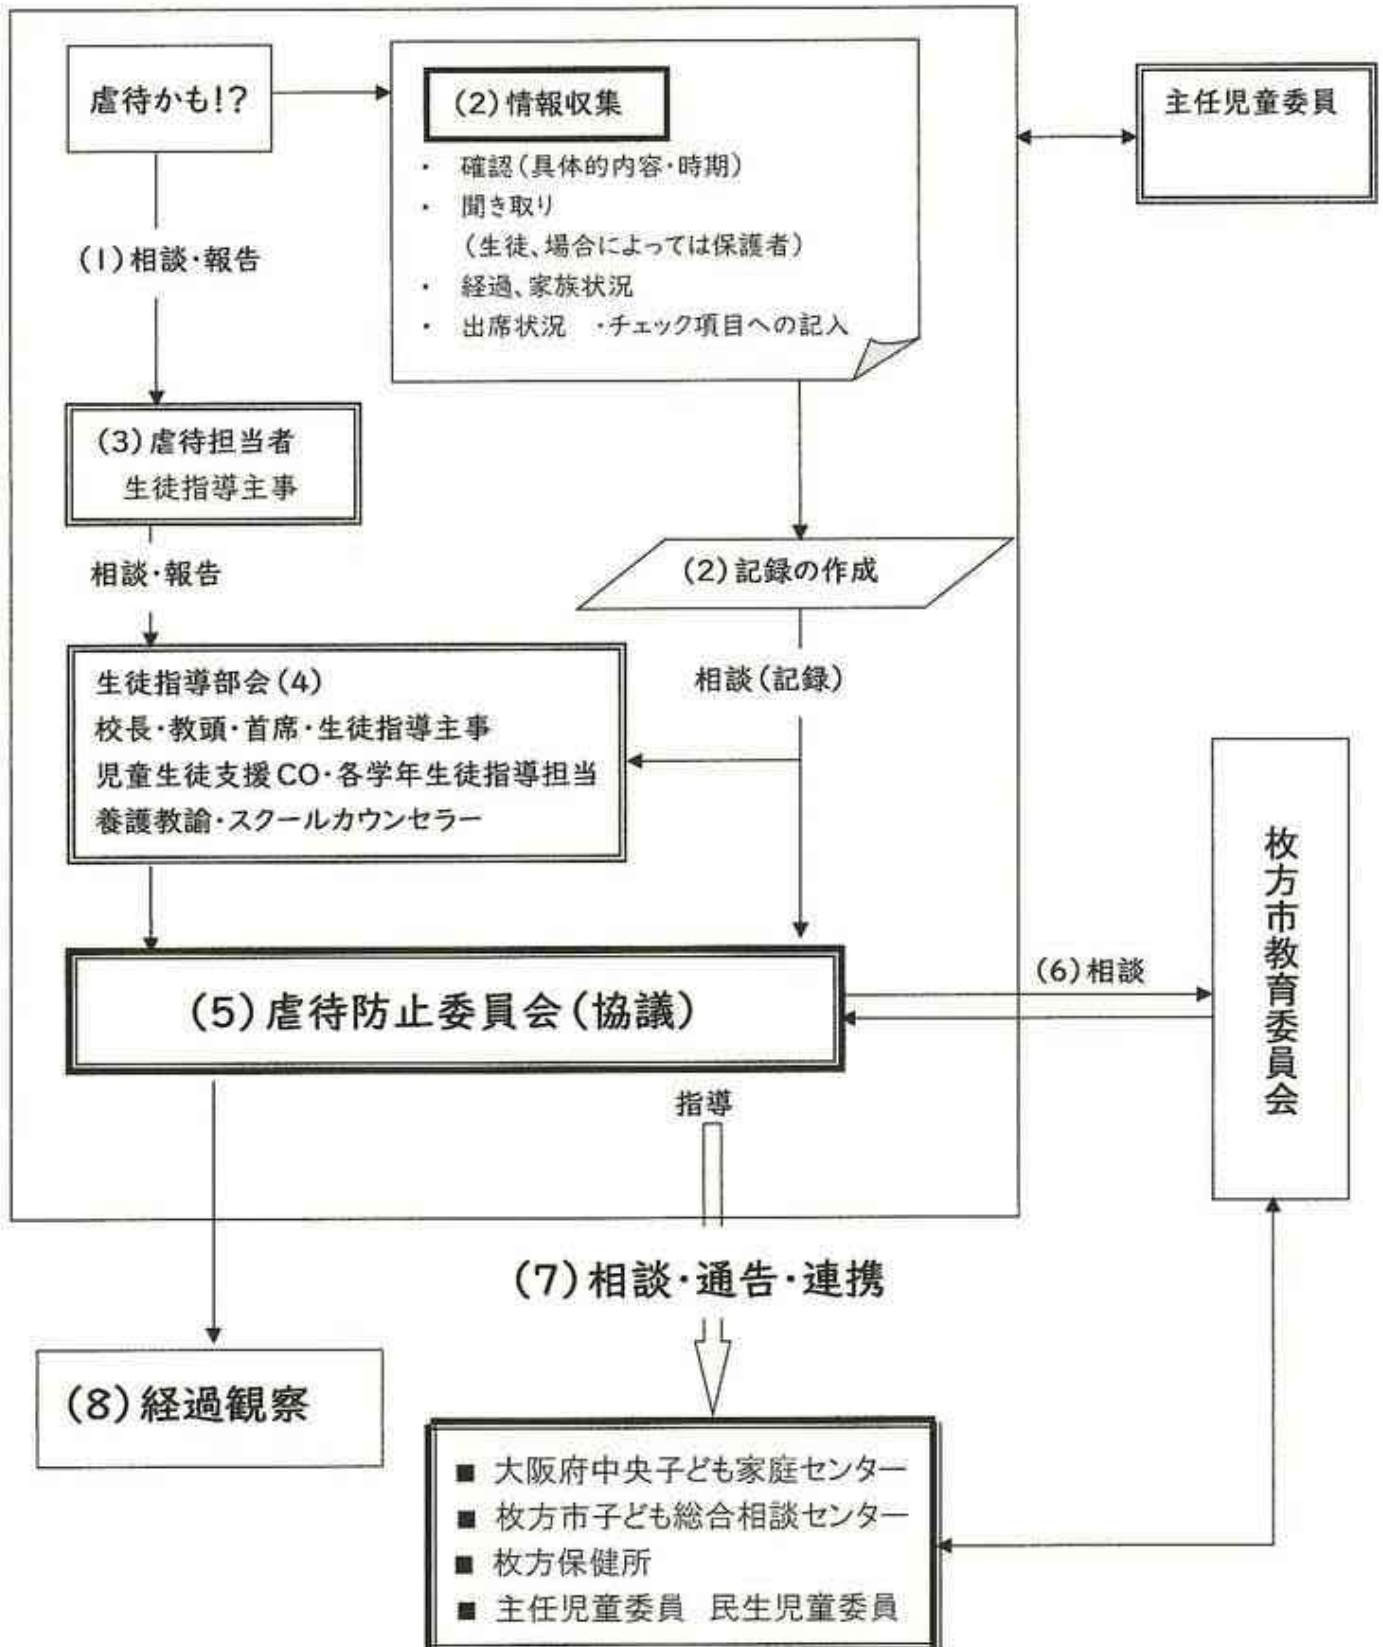 虐待かも!?
(2)情報収集
・ 確認(具体的内容・時期)
・ 聞き取り
(生徒、場合によっては保護者)
・ 経過、家族状況
・ 出席状況 ・チェック項目への記入
主任児童委員
(1)相談・報告
(3)虐待担当者
生徒指導主事
相談・報告
(2)記録の作成
相談(記録)
生徒指導部会(4)
校長・教頭・首席・生徒指導主事
児童生徒支援CO・各学年生徒指導担当
養護教諭・スクールカウンセラー
枚方市教育委員会
(5)虐待防止委員会(協議)
(6)相談
指導
(7)相談・通告・連携
(8)経過観察
■ 大阪府中央子ども家庭センター
■ 枚方市子ども総合相談センター
■ 枚方保健所
■ 主任児童委員 民生児童委員